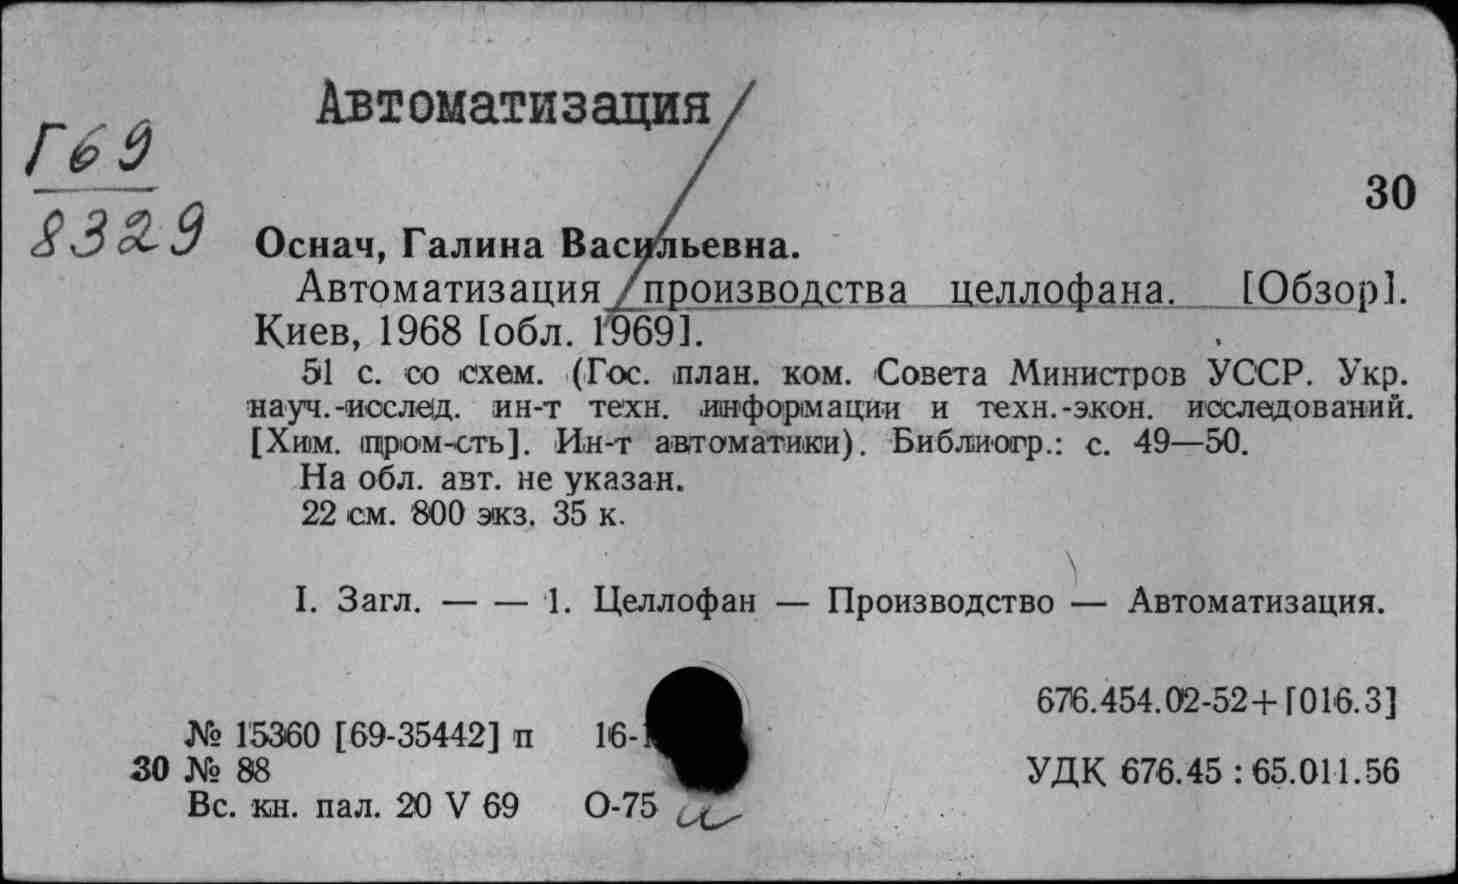 Автоматизация/
Г69
8329
30
Оснач, Галина Васильевна.
Автоматизация/производства целлофана. [Обзор].
Киев, 1968 [обл. 1969].
51 с. со схем. (Гос. план. ком. Совета Министров УССР. Укр.
науч.-исслед. ин-т техн. информации и техн.-экон. исследований.
[Хим. пром-сть]. Ин-т автоматики). Библиогр.: с. 49—50.
На обл. авт. не указан.
22 см. 800 экз. 35 к.
I. Загл. — — 1. Целлофан — Производство — Автоматизация.
676.454.02-52+[016.3]
№ 15360 [69-35442] п 16-
30 № 88 УДК 676.45 : 65.011.56
Вс. кн. пал. 20 V 69 О-75